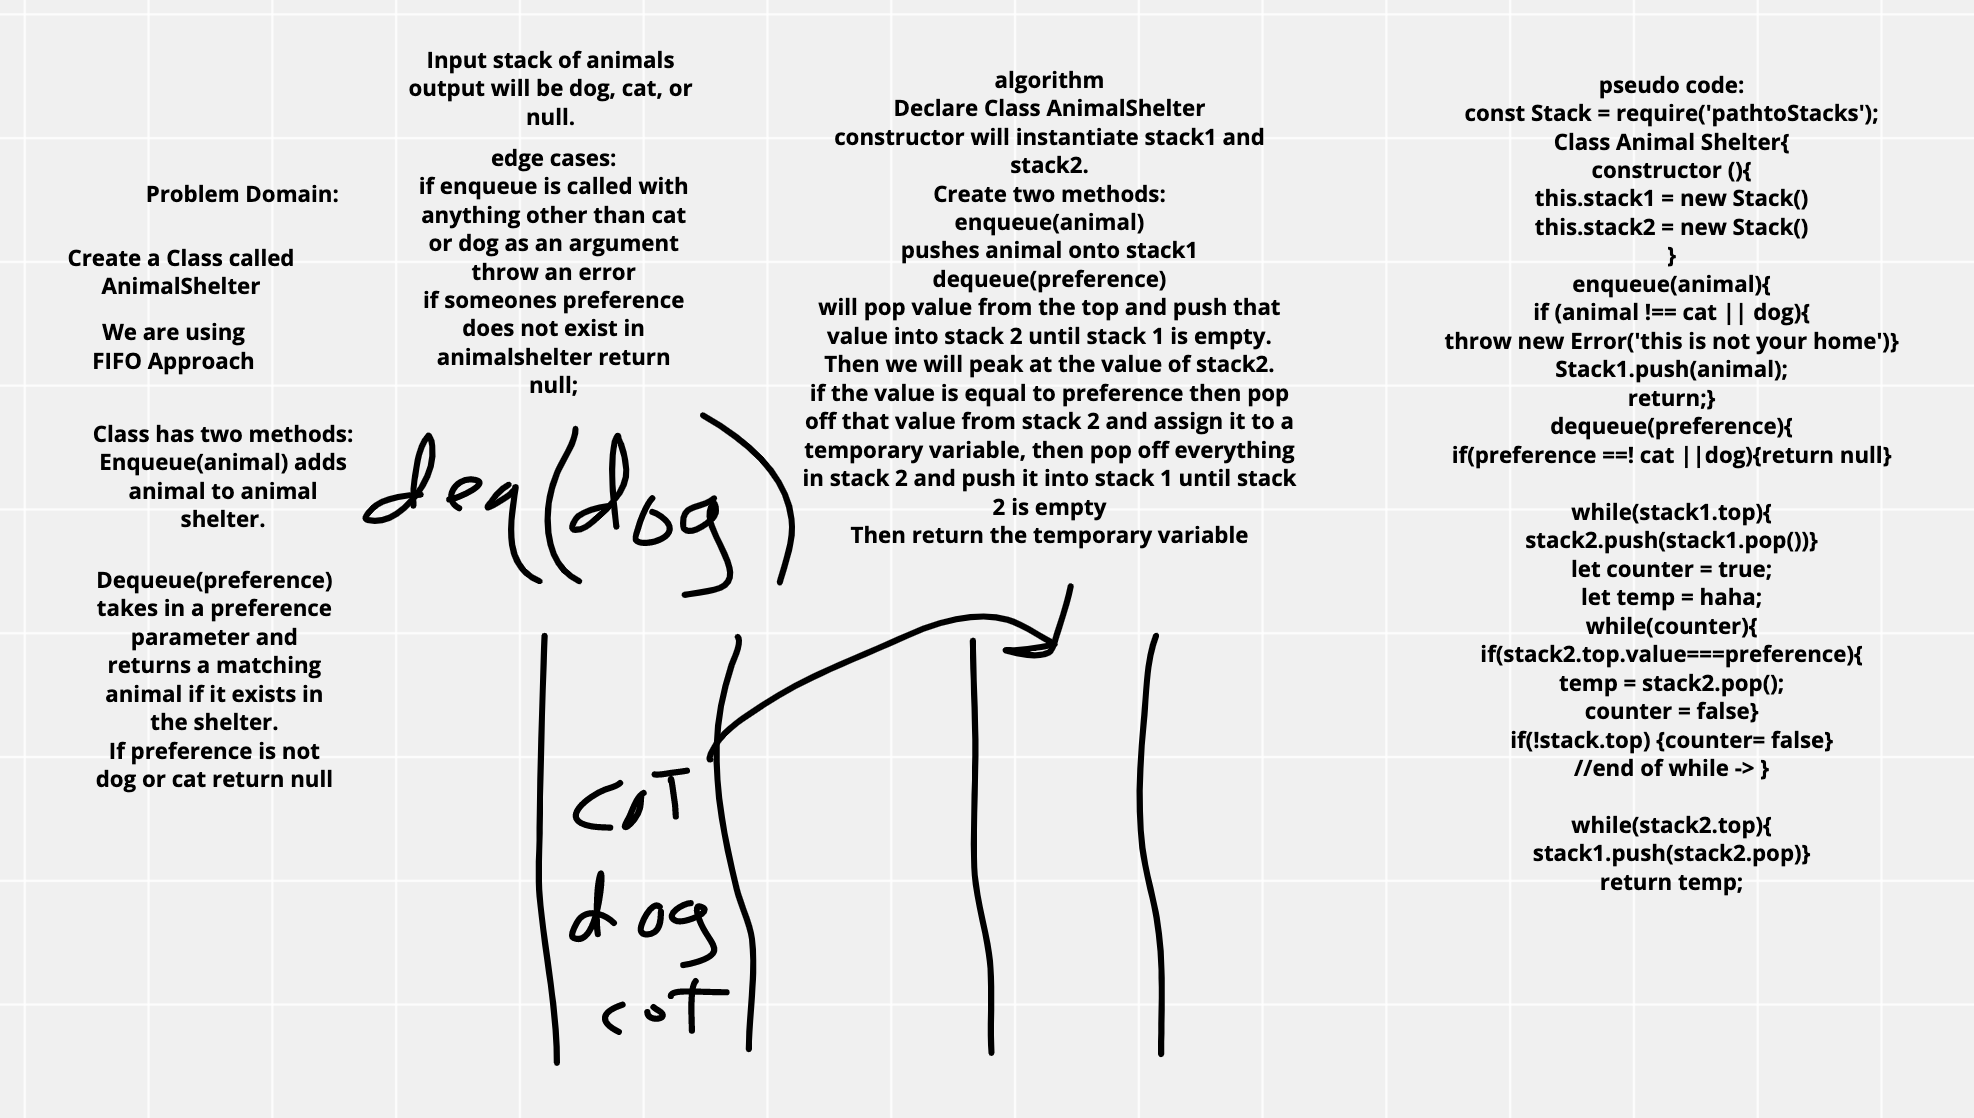 Problem Domain:
Create a Class called
AnimalShelter
We are using
FIFO Approach
Class has two methods:
Enqueue(animal) adds
animal to animal
shelter.
Dequeue(preference)
takes in a preference
parameter and
returns a matching
animal if it exists in
the shelter.
If preference is not
dog or cat return null
Input stack of animals
output will be dog, cat, or
null.
edge cases:
if enqueue is called with
anything other than cat
or dog as an argument
throw an error
if someones preference
does not exist in
animalshelter return
null;
deq(dog)
cat
dog
cat
algorithm
Declare Class AnimalShelter
constructor will instantiate stack1 and
stack2.
Create two methods:
enqueue(animal)
pushes animal onto stack1
dequeue(preference)
will pop value from the top and push that
value into stack 2 until stack 1 is empty.
Then we will peak at the value of stack2.
if the value is equal to preference then pop
off that value from stack 2 and assign it to a
temporary variable, then pop off everything
in stack 2 and push it into stack 1 until stack
2 is empty
Then return the temporary variable
pseudo code:
const Stack = require('pathtoStacks');
Class Animal Shelter{
constructor (){
this.stack1 = new Stack()
this.stack2 = new Stack()
}
enqueue(animal){
if (animal !== cat || dog){
throw new Error('this is not your home')}
Stack1.push(animal);
return;}
dequeue(preference){
if(preference ==! cat ||dog){return null}
while(stack1.top){
stack2.push(stack1.pop())}
let counter = true;
let temp = haha;
while(counter){
if(stack2.top.value===preference){
temp = stack2.pop();
counter = false}
if(!stack.top) {counter= false}
//end of while -> }
while(stack2.top){
stack1.push(stack2.pop)}
return temp;